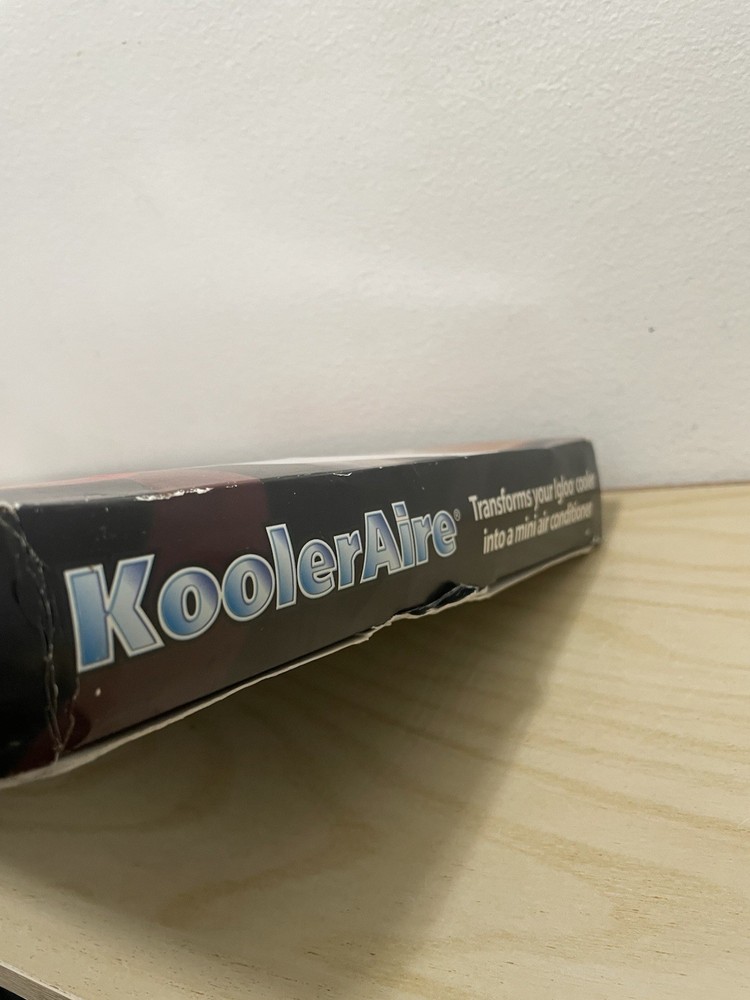 KoolerAire®
Transforms your Igloo cooler
into a mini air conditioner